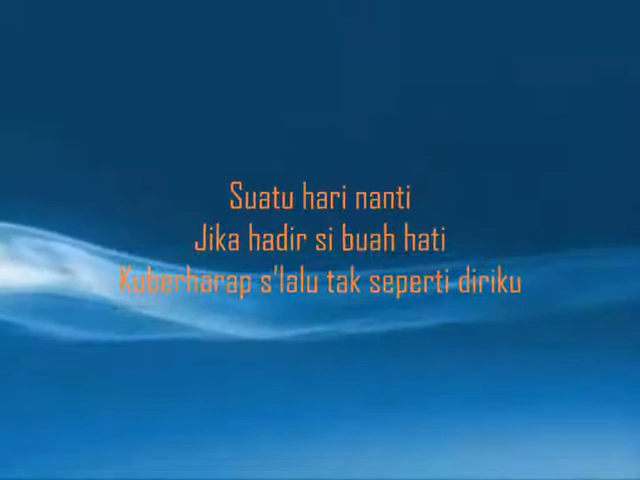 Suatu hari nanti
Jika hadir si buah hati
Kuberharap s'lalu tak seperti diriku